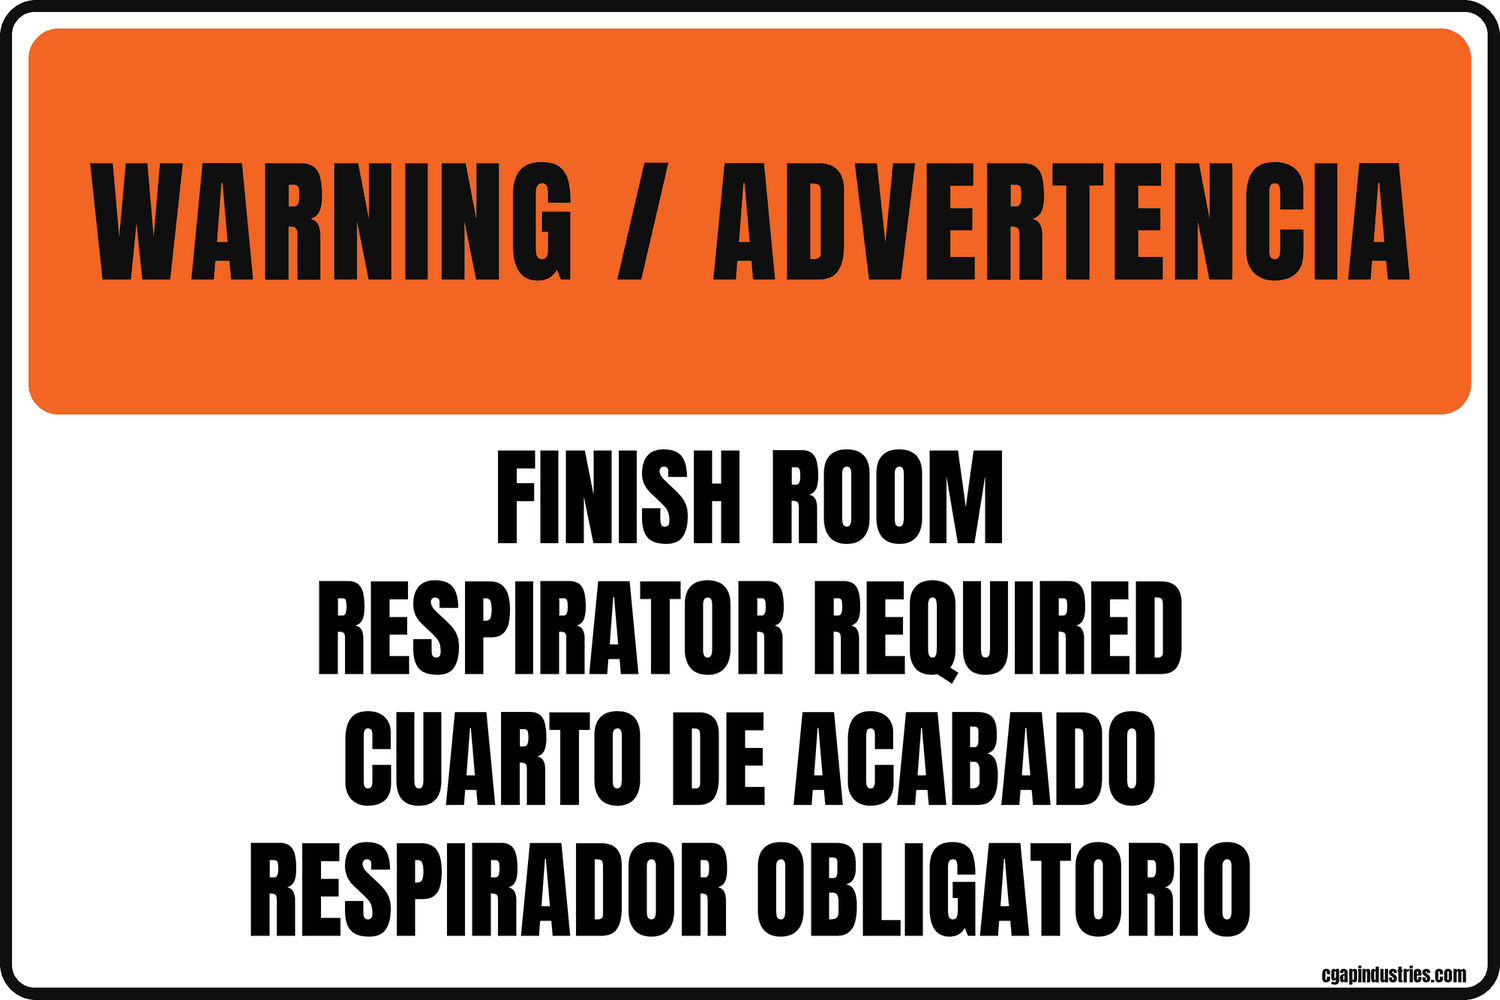 WARNING / ADVERTENCIA
FINISH ROOM
RESPIRATOR REQUIRED
CUARTO DE ACABADO
RESPIRADOR OBLIGATORIO
cgapindustries.com